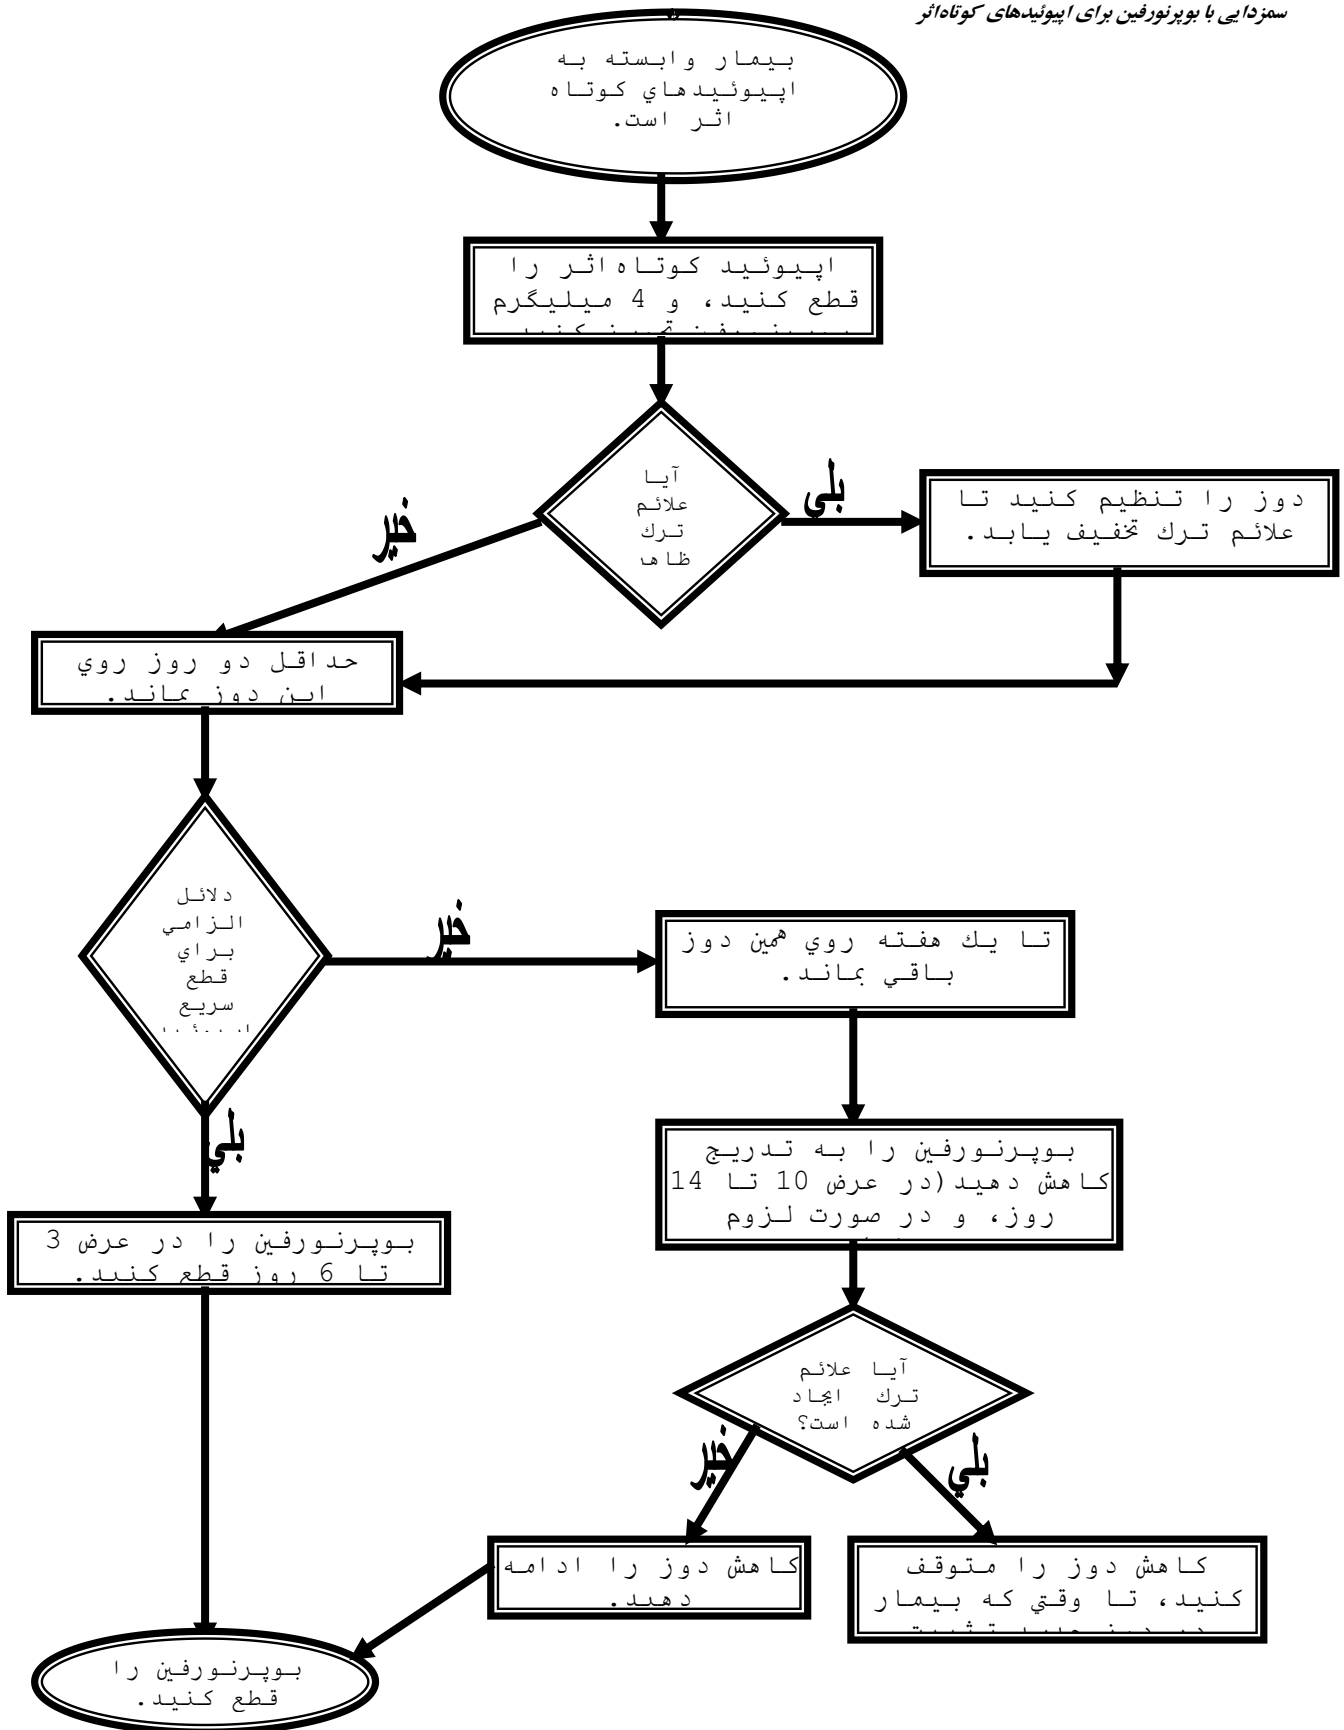 سمزدایی با بوپرنورفین برای اپیوئیدهای کوتاه‌اثر
بيمار وابسته به
اپيوئيدهاي كوتاه
اثر است.
اپيوئيد كوتاه‌اثر را
قطع كنيد، و 4 ميليگرم
آيا
علائم
ترك
ظاهر
بلي
خير
دوز را تنظيم كنيد تا
علائم ترك تخفيف يابد.
حداقل دو روز روي
اين دوز بماند.
دلائل
الزامي
براي
قطع
سريع
خير
بلي
تا يك هفته روي همين دوز
باقي بماند.
بوپرنورفين را به تدريج
كاهش دهيد(در عرض 10 تا 14
روز، و در صورت لزوم
بوپرنورفين را در عرض 3
تا 6 روز قطع كنيد.
آيا علائم
ترك ايجاد
شده است؟
خير
بلي
كاهش دوز را ادامه
دهيد.
كاهش دوز را متوقف
كنيد، تا وقتي كه بيمار
بوپرنورفين را
قطع كنيد.